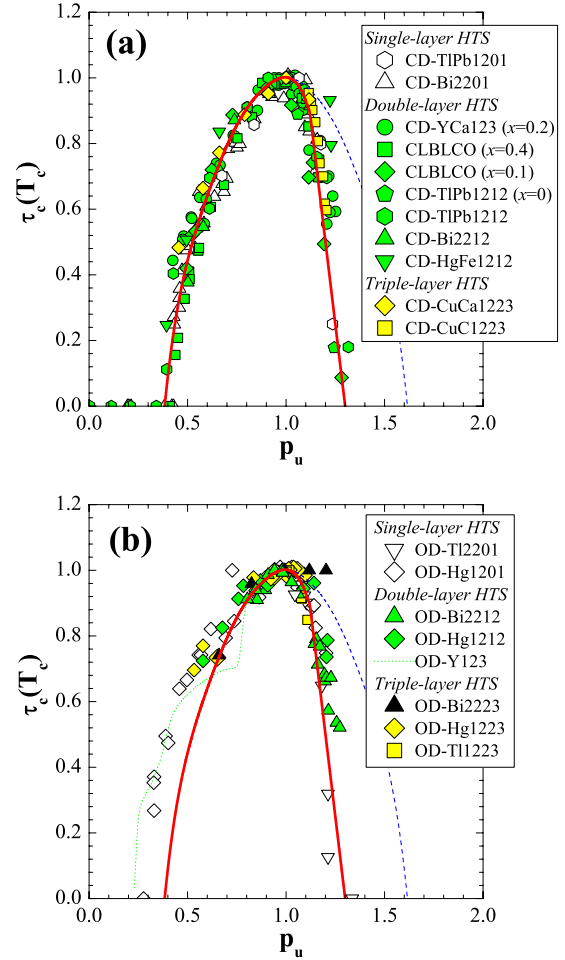 (a)
1.2
1.0
0.8
0.6
0.4
0.2
0.0
τc(Tc)
0.0 0.5 1.0 1.5 2.0
pu
Single-layer HTS
CD-TlPb1201
CD-Bi2201
Double-layer HTS
CD-YCa123 (x=0.2)
CLBLCO (x=0.4)
CLBLCO (x=0.1)
CD-TlPb1212 (x=0)
CD-TlPb1212
CD-Bi2212
CD-HgFe1212
Triple-layer HTS
CD-CuCa1223
CD-CuC1223
(b)
1.2
1.0
0.8
0.6
0.4
0.2
0.0
τc(Tc)
0.0 0.5 1.0 1.5 2.0
pu
Single-layer HTS
OD-Tl2201
OD-Hg1201
Double-layer HTS
OD-Bi2212
OD-Hg1212
OD-Y123
Triple-layer HTS
OD-Bi2223
OD-Hg1223
OD-Tl1223